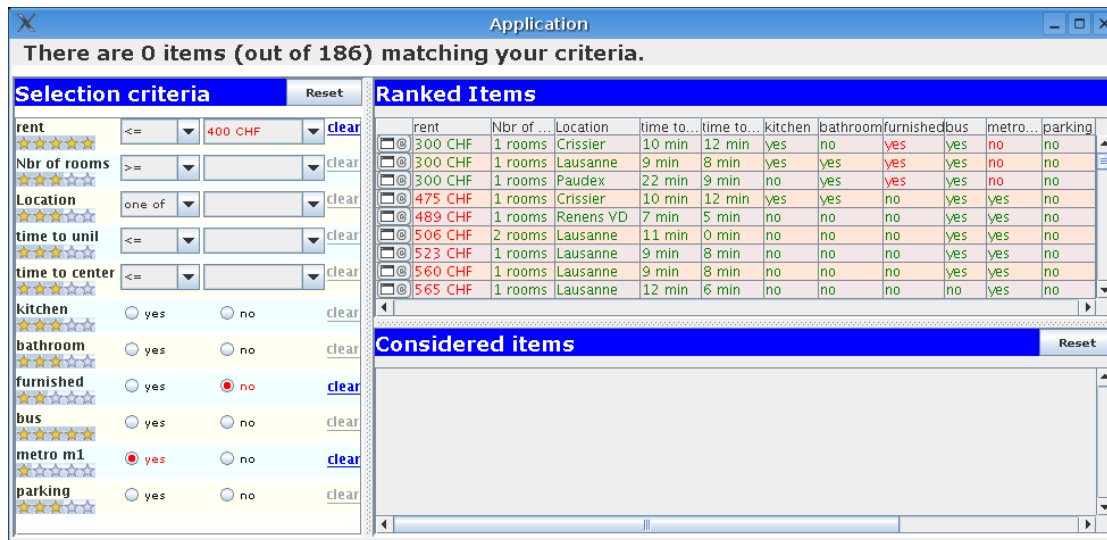 Application
There are 0 items (out of 186) matching your criteria.
Selection criteria Reset
rent <= 400 CHF clear
Nbr of rooms >= clear
Location one of clear
time to unil <= clear
time to center <= clear
kitchen yes no clear
bathroom yes no clear
furnished yes no clear
bus yes no clear
metro m1 yes no clear
parking yes no clear
Ranked Items
rent Nbr of ... Location time to... time to... kitchen bathroom furnished bus metro... parking
300 CHF 1 rooms Crissier 10 min 12 min yes no yes yes no no
300 CHF 1 rooms Lausanne 9 min 8 min yes yes yes yes no no
300 CHF 1 rooms Paudex 22 min 9 min no yes yes yes no no
475 CHF 1 rooms Crissier 10 min 12 min yes yes no yes yes no
489 CHF 1 rooms Renens VD 7 min 5 min no no no yes yes no
506 CHF 2 rooms Lausanne 11 min 0 min no no no yes yes no
523 CHF 1 rooms Lausanne 9 min 8 min no no no yes yes no
560 CHF 1 rooms Lausanne 9 min 8 min no no no yes yes no
565 CHF 1 rooms Lausanne 12 min 6 min no no no no yes no
Considered items Reset